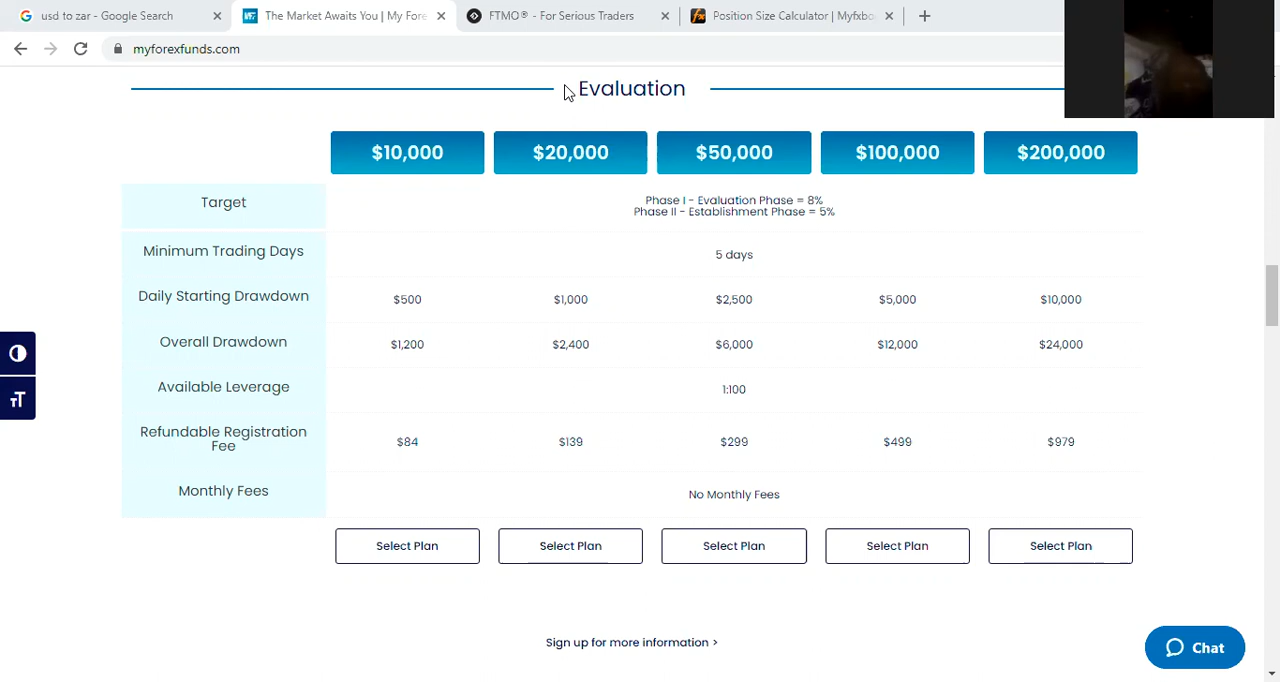 usd to zar - Google Search
The Market Awaits You | My Fore
FTMO® - For Serious Traders
Position Size Calculator | Myfxbo
myforexfunds.com
Evaluation
$10,000 $20,000 $50,000 $100,000 $200,000
Target
Phase I - Evaluation Phase = 8%
Phase II - Establishment Phase = 5%
Minimum Trading Days
5 days
Daily Starting Drawdown
$500 $1,000 $2,500 $5,000 $10,000
Overall Drawdown
$1,200 $2,400 $6,000 $12,000 $24,000
Available Leverage
1:100
Refundable Registration
Fee
$84 $139 $299 $499 $979
Monthly Fees
No Monthly Fees
Select Plan Select Plan Select Plan Select Plan Select Plan
Sign up for more information >
Chat